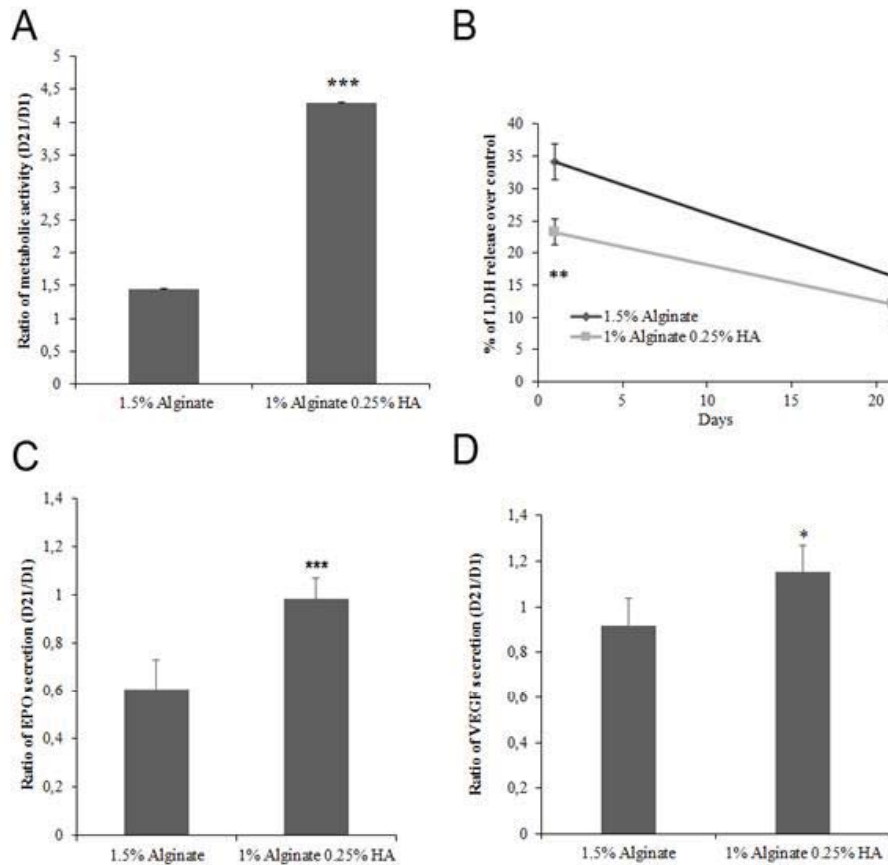 A
Ratio of metabolic activity (D21/D1)
5
4,5
4
3,5
3
2,5
2
1,5
1
0,5
0
***
1.5% Alginate
1% Alginate 0.25% HA
B
% of LDH release over control
40
35
30
25
20
15
10
5
0
**
1.5% Alginate
1% Alginate 0.25% HA
0
5
10
15
20
Days
C
Ratio of EPO secretion (D21/D1)
1,4
1,2
1
0,8
0,6
0,4
0,2
0
***
1.5% Alginate
1% Alginate 0.25% HA
D
Ratio of VEGF secretion (D21/D1)
1,4
1,2
1
0,8
0,6
0,4
0,2
0
*
1.5% Alginate
1% Alginate 0.25% HA